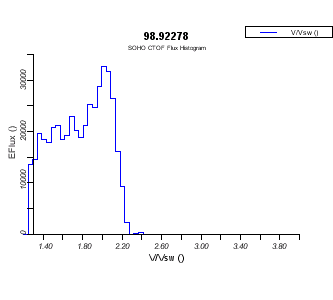 V/Vsw ()
98.92278
SOHO CTOF Flux Histogram
EFlux ()
30000
20000
10000
0
1.40 1.80 2.20 2.60 3.00 3.40 3.80
V/Vsw ()